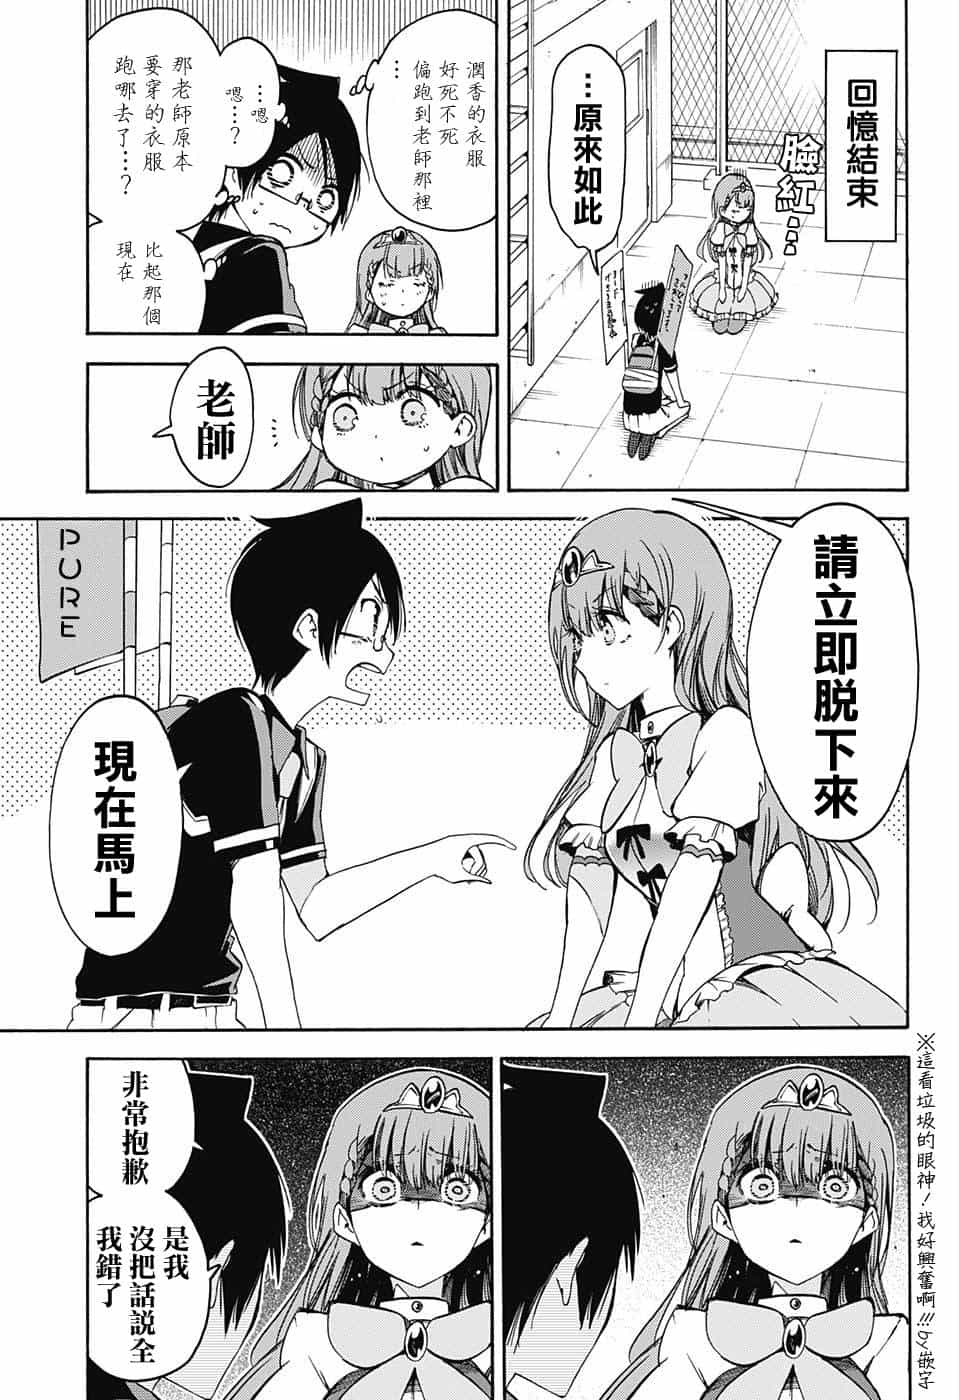 回憶結束
臉紅…
…原來如此
潤香的衣服
好死不死
偏跑到老師那裡
…
…嗯
嗯…?
那老師原本
要穿的衣服
跑哪去了…?
比起那個
現在
…
老師
請立即脱下來
現在馬上
PURE
非常抱歉
是我
沒把話説全
我錯了
※這看垃圾的眼神！找好興奮啊!!! by嵌字